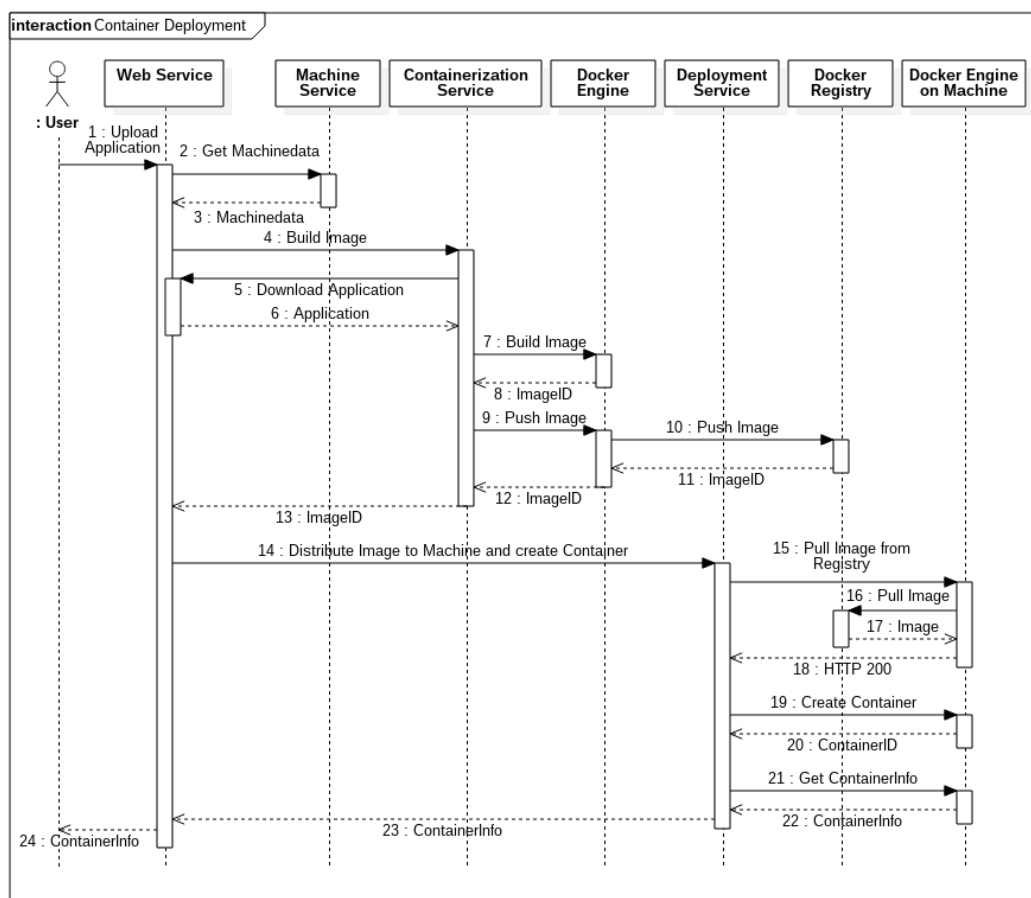 interaction Container Deployment
: User
Web Service
Machine
Service
Containerization
Service
Docker
Engine
Deployment
Service
Docker
Registry
Docker Engine
on Machine
1 : Upload
Application
2 : Get Machinedata
3 : Machinedata
4 : Build Image
5 : Download Application
6 : Application
7 : Build Image
8 : ImageID
9 : Push Image
10 : Push Image
11 : ImageID
12 : ImageID
13 : ImageID
14 : Distribute Image to Machine and create Container
15 : Pull Image from
Registry
16 : Pull Image
17 : Image
18 : HTTP 200
19 : Create Container
20 : ContainerID
21 : Get ContainerInfo
22 : ContainerInfo
23 : ContainerInfo
24 : ContainerInfo